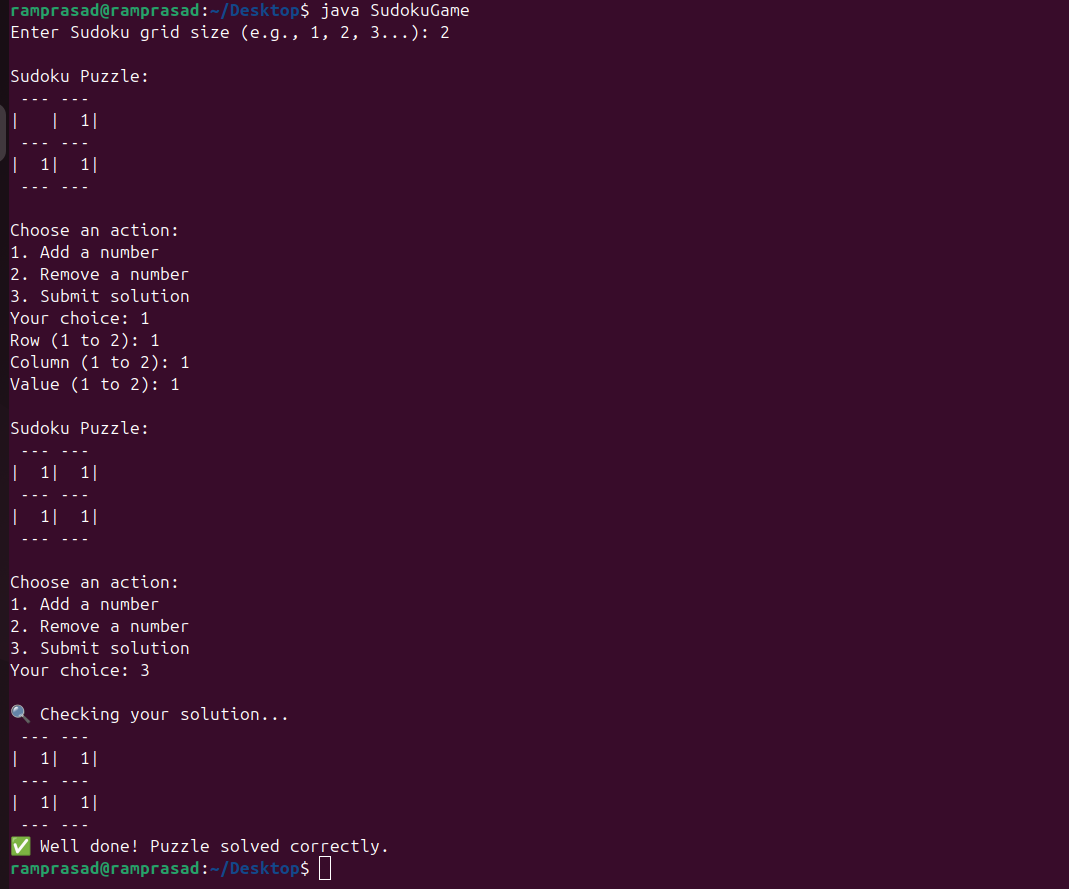 ramprasad@ramprasad:~/Desktop$ java SudokuGame
Enter Sudoku grid size (e.g., 1, 2, 3...): 2

Sudoku Puzzle:
 --- ---
|   |  1|
 --- ---
|  1|  1|
 --- ---

Choose an action:
1. Add a number
2. Remove a number
3. Submit solution
Your choice: 1
Row (1 to 2): 1
Column (1 to 2): 1
Value (1 to 2): 1

Sudoku Puzzle:
 --- ---
|  1|  1|
 --- ---
|  1|  1|
 --- ---

Choose an action:
1. Add a number
2. Remove a number
3. Submit solution
Your choice: 3

🔍 Checking your solution...
 --- ---
|  1|  1|
 --- ---
|  1|  1|
 --- ---
✅ Well done! Puzzle solved correctly.
ramprasad@ramprasad:~/Desktop$